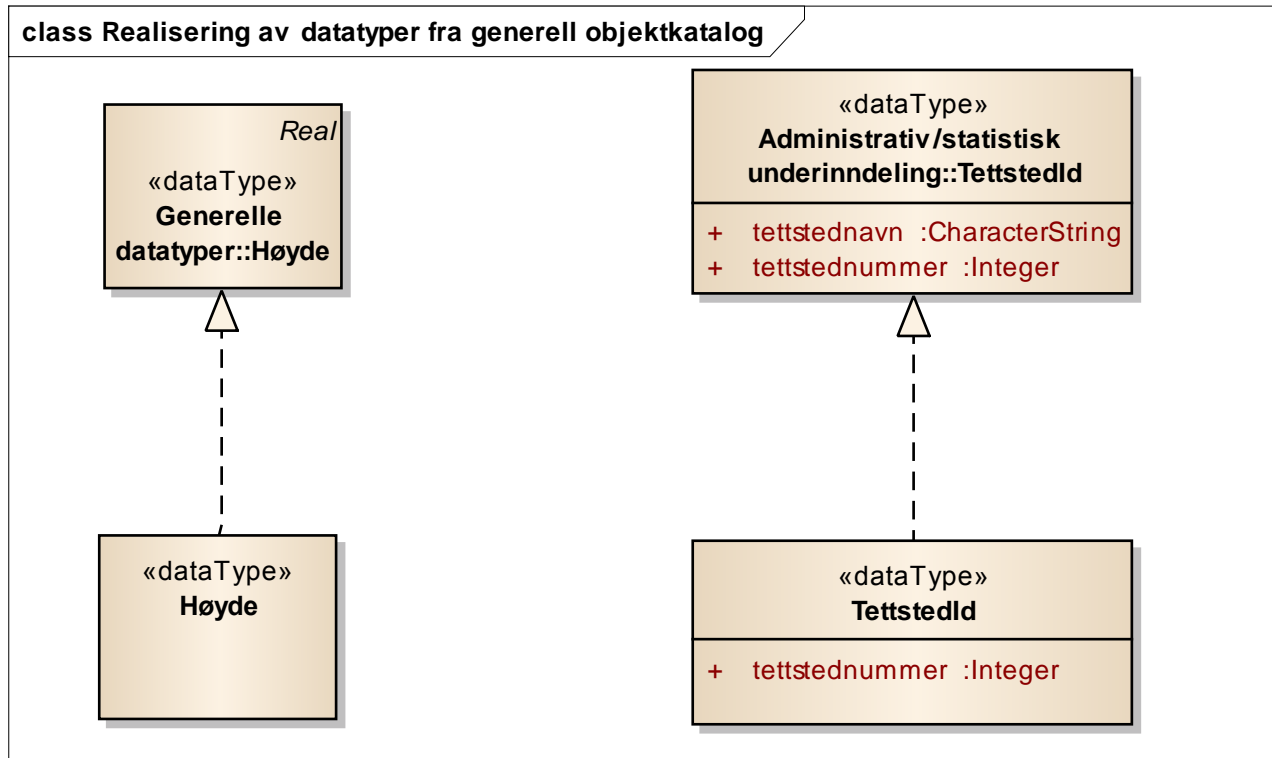 class Realisering av datatyper fra generell objektkatalog
Real
«dataType»
Generelle
datatyper::Høyde
«dataType»
Administrativ/statistisk
underinndeling::TettstedId
+ tettstednavn :CharacterString
+ tettstednummer :Integer
«dataType»
Høyde
«dataType»
TettstedId
+ tettstednummer :Integer